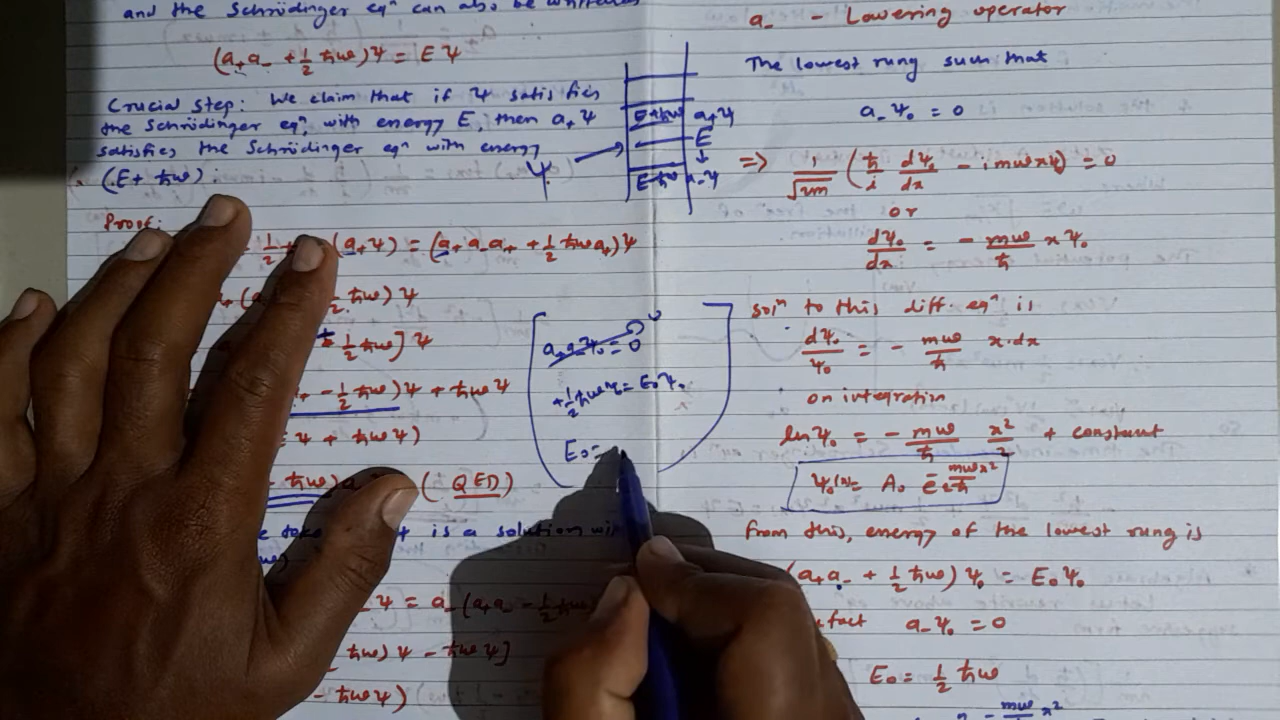 and the Schrödinger eqⁿ can also be
(a₊a₋ + 1/2 ħω)ψ = Eψ
Crucial Step: We claim that if ψ satisfies
the Schrödinger eqⁿ, with energy E, then a₊ψ
satisfies the Schrödinger eqⁿ with energy
(E + ħω) :
E+ħω a₊ψ
E
E-ħω a₋ψ
ψ
Proof:
(a₊ψ) = (a₊a₋a₊ + 1/2 ħωa₊)ψ
ħω)ψ
+ 1/2 ħω]ψ
- 1/2 ħω)ψ + ħωψ
ψ + ħωψ)
(QED)
is a solution
ψ = a₋(a₊a₋ - 1/2 ħω)
ħω)ψ - ħωψ]
- ħωψ)
a₊a₋ψ₀ = 0
+1/2 ħωψ₀ = E₀ψ₀
E₀=
a₋ - Lowering operator
The lowest rung such that
a₋ψ₀ = 0
=> 1/√2m (ħ/i dψ₀/dx - imωxψ₀) = 0
or
dψ₀/dx = - mω/ħ xψ₀
solⁿ to this diff. eqⁿ is
dψ₀/ψ₀ = - mω/ħ x·dx
on integration
lnψ₀ = - mω/ħ x²/2 + constant
ψ₀(x)= A₀ e^(-mωx²/2ħ)
From this, energy of the lowest rung is
(a₊a₋ + 1/2 ħω)ψ₀ = E₀ψ₀
fact a₋ψ₀ = 0
E₀ = 1/2 ħω